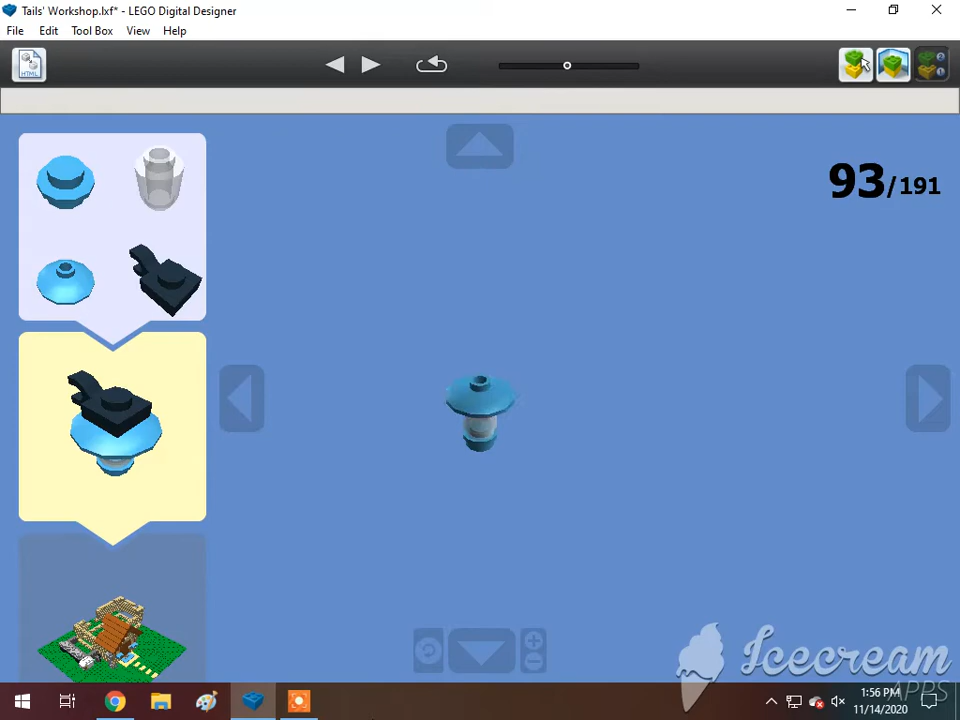 Tails' Workshop.lxf* - LEGO Digital Designer
File Edit Tool Box View Help
HTML
93/191
Icecream
APPS
1:56 PM
11/14/2020